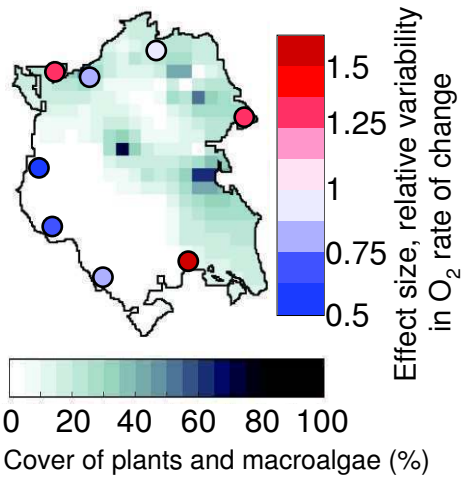 1.5
1.25
1
0.75
0.5
Effect size, relative variability
in O₂ rate of change
0 20 40 60 80 100
Cover of plants and macroalgae (%)